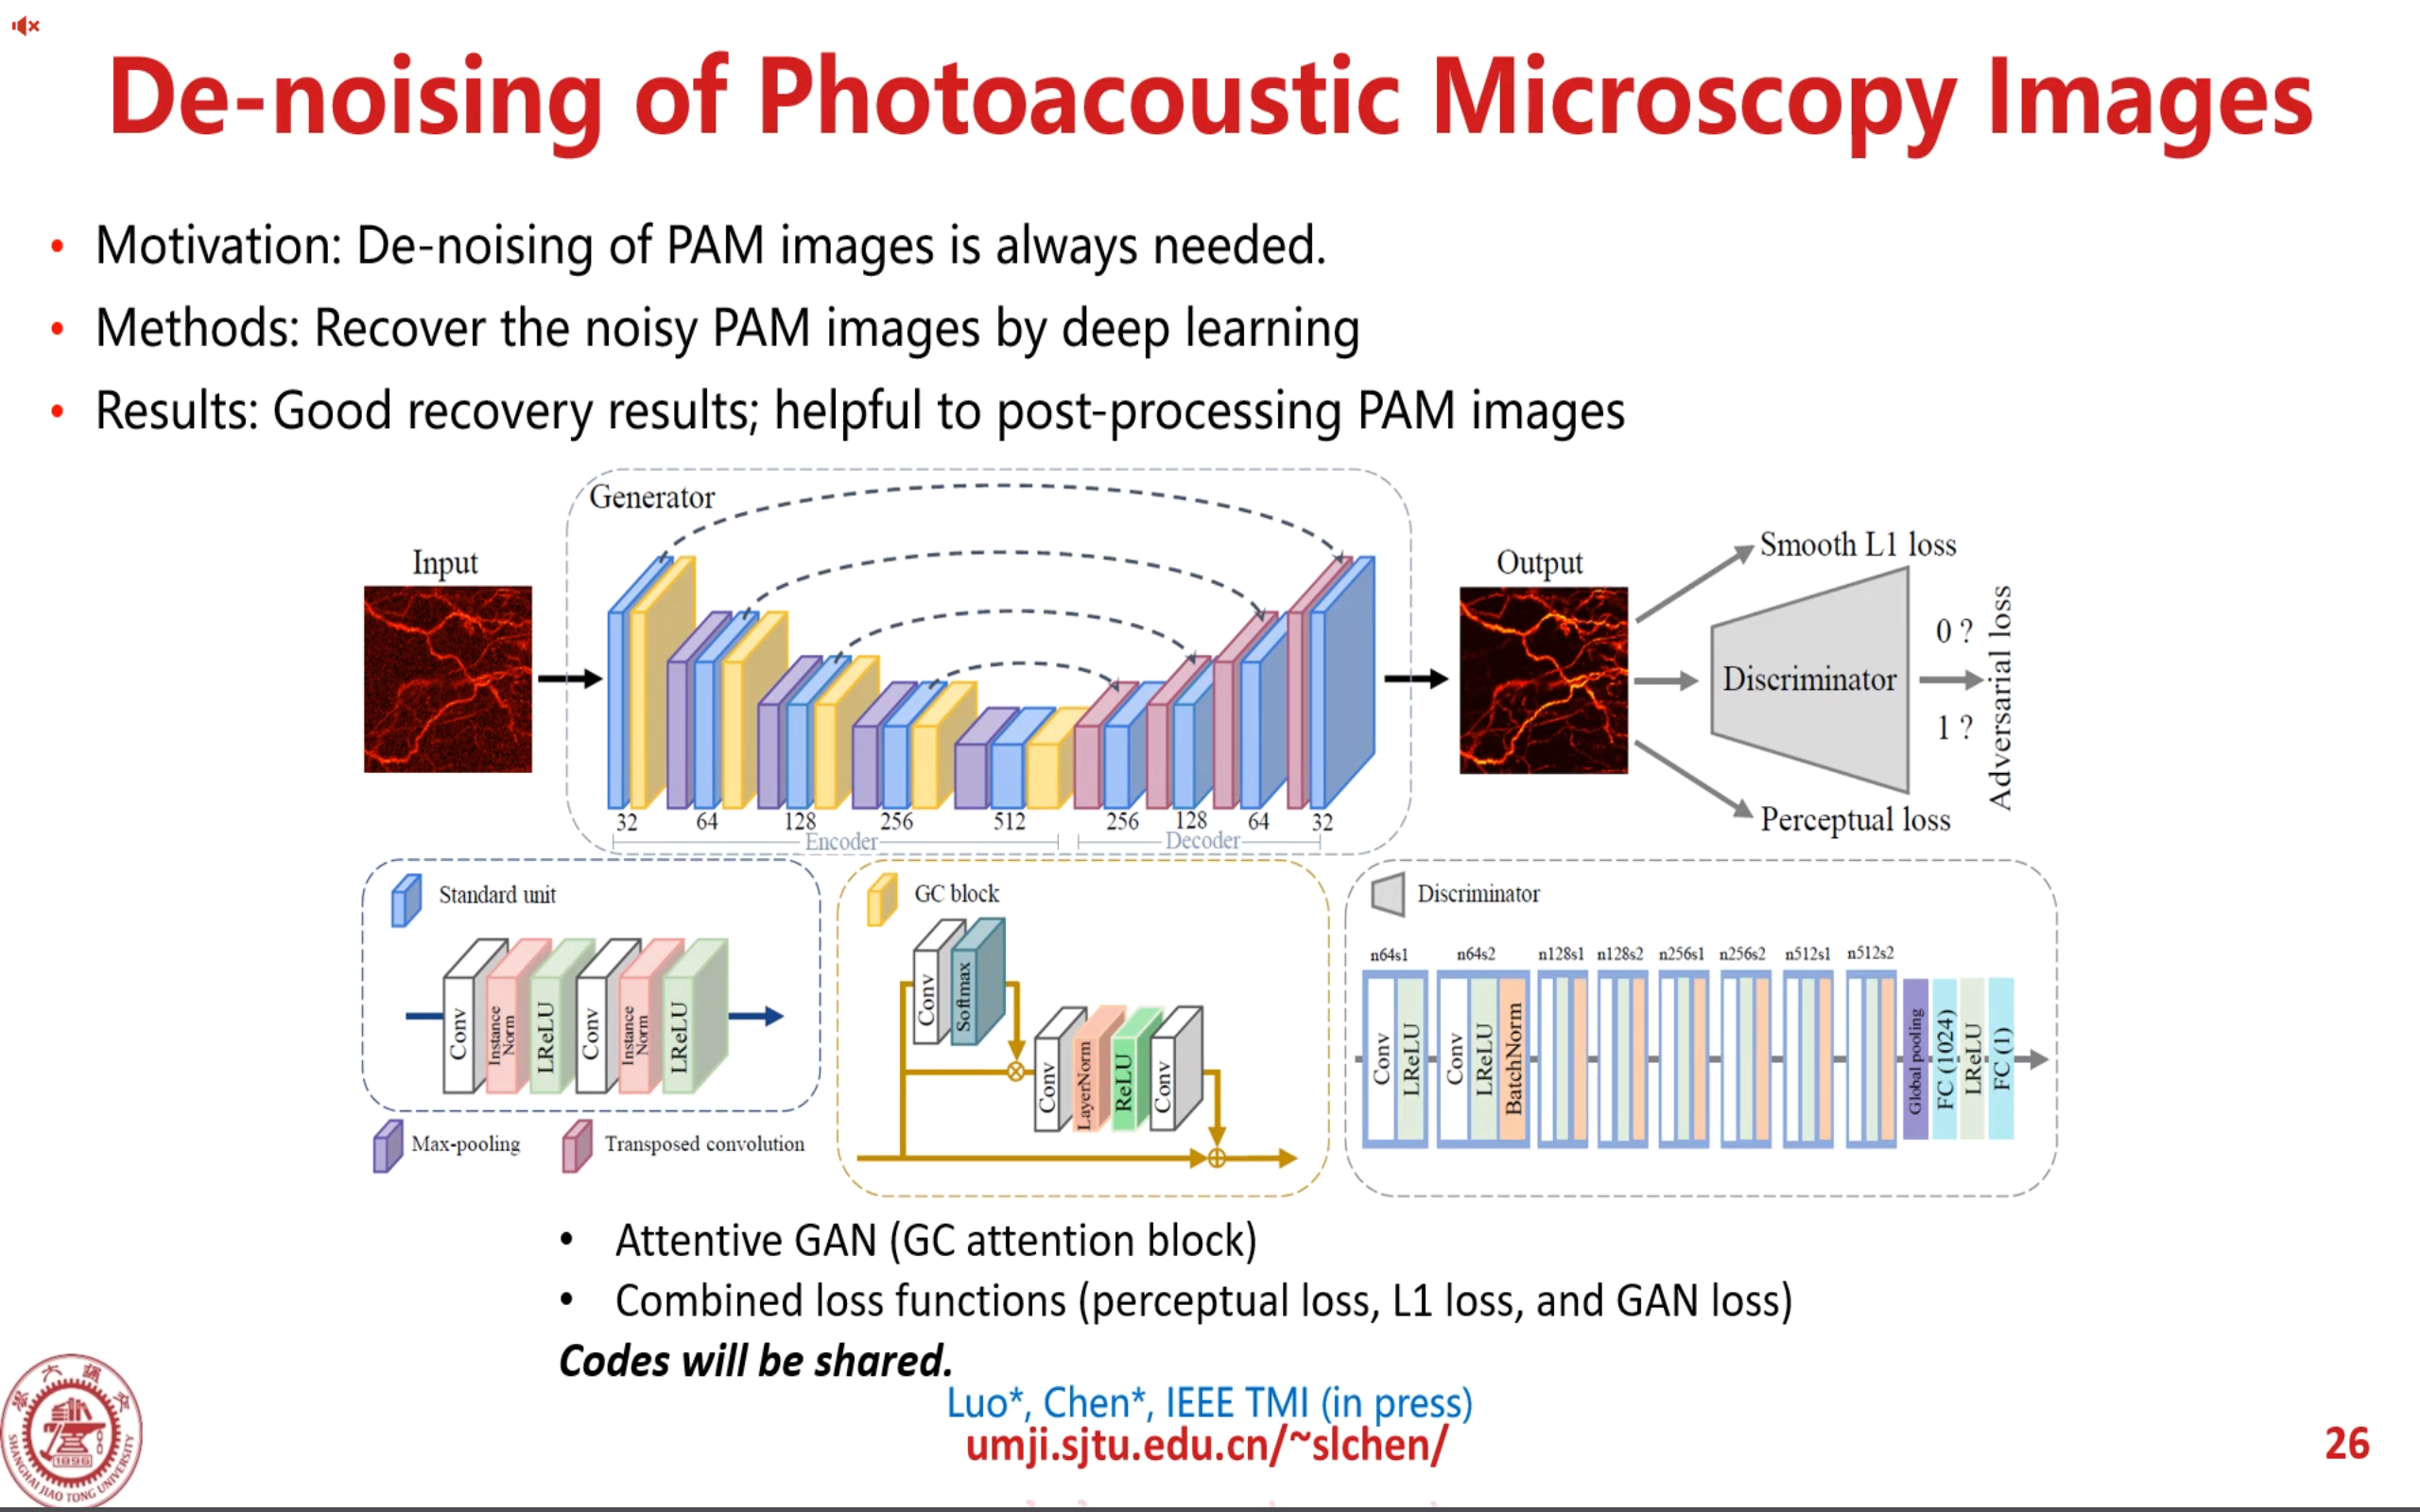 De-noising of Photoacoustic Microscopy Images
• Motivation: De-noising of PAM images is always needed.
• Methods: Recover the noisy PAM images by deep learning
• Results: Good recovery results; helpful to post-processing PAM images
Generator
Input
Output
Smooth L1 loss
Discriminator
0 ?
1 ?
Adversarial loss
Perceptual loss
32 64 128 256 512 256 128 64 32
Encoder Decoder
Standard unit
Conv
Instance Norm
LReLU
Conv
Instance Norm
LReLU
Max-pooling
Transposed convolution
GC block
Conv
Softmax
Conv
LayerNorm
ReLU
Conv
Discriminator
n64s1 n64s2 n128s1 n128s2 n256s1 n256s2 n512s1 n512s2
Conv
LReLU
Conv
LReLU
BatchNorm
Global pooling
FC (1024)
LReLU
FC (1)
• Attentive GAN (GC attention block)
• Combined loss functions (perceptual loss, L1 loss, and GAN loss)
Codes will be shared.
Luo*, Chen*, IEEE TMI (in press)
umji.sjtu.edu.cn/~slchen/
26
1896
SHANGHAI JIAO TONG UNIVERSITY